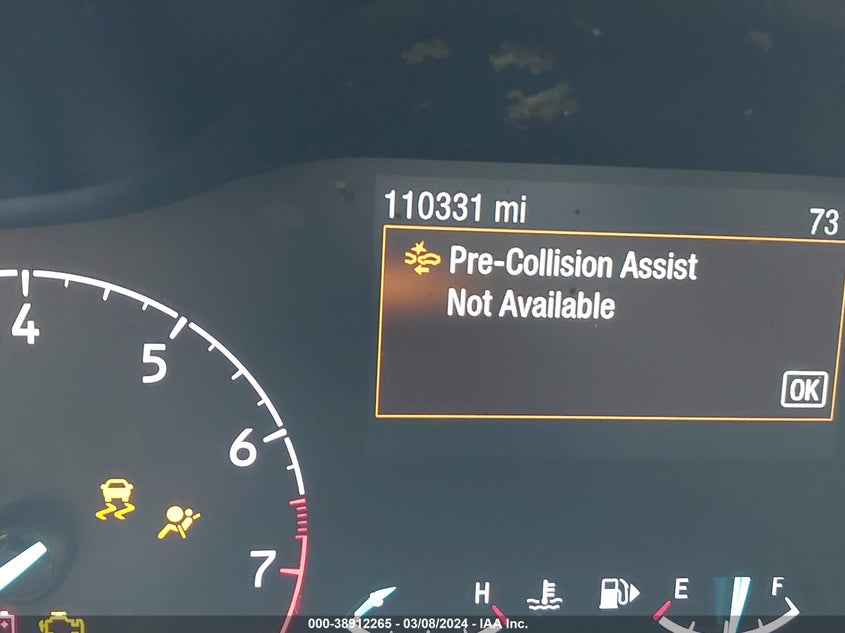 110331 mi
73
Pre-Collision Assist
Not Available
OK
4
5
6
7
H
E
F
000-38912265 - 03/08/2024 - IAA Inc.